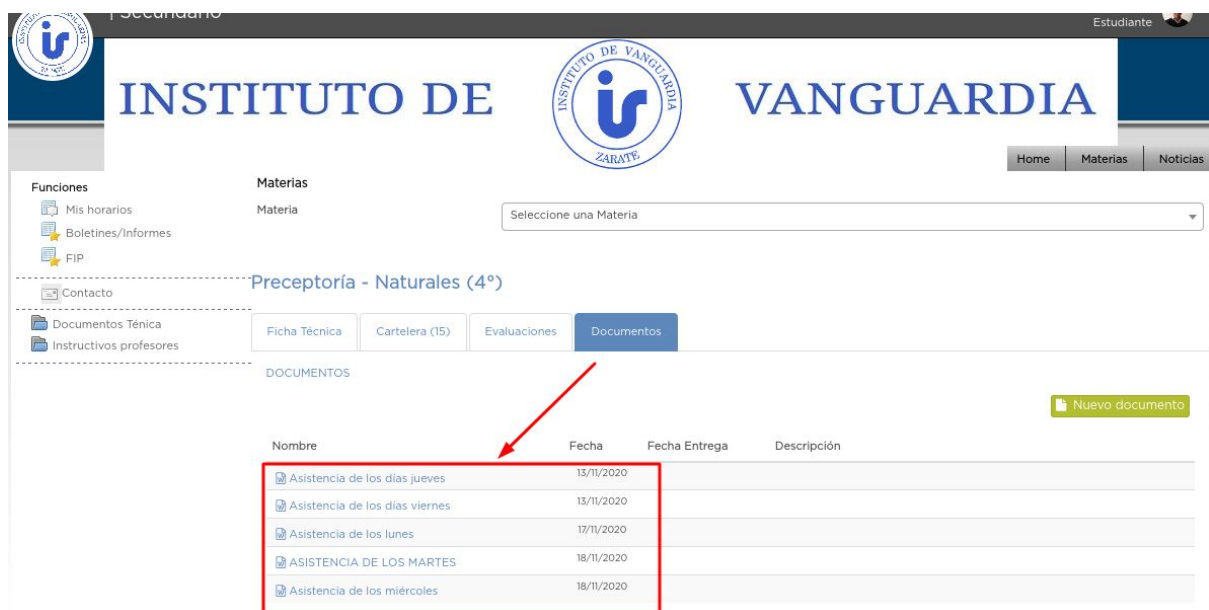 | Secundario
Estudiante
INSTITUTO DE VANGUARDIA
INSTITUTO DE VANGUARDIA
ZARATE
Home Materias Noticias
Funciones
Mis horarios
Boletines/Informes
FIP
Contacto
Documentos Ténica
Instructivos profesores
Materias
Materia Seleccione una Materia
Preceptoría - Naturales (4°)
Ficha Técnica Cartelera (15) Evaluaciones Documentos
DOCUMENTOS
Nuevo documento
Nombre Fecha Fecha Entrega Descripción
Asistencia de los días jueves 13/11/2020
Asistencia de los días viernes 13/11/2020
Asistencia de los lunes 17/11/2020
ASISTENCIA DE LOS MARTES 18/11/2020
Asistencia de los miércoles 18/11/2020